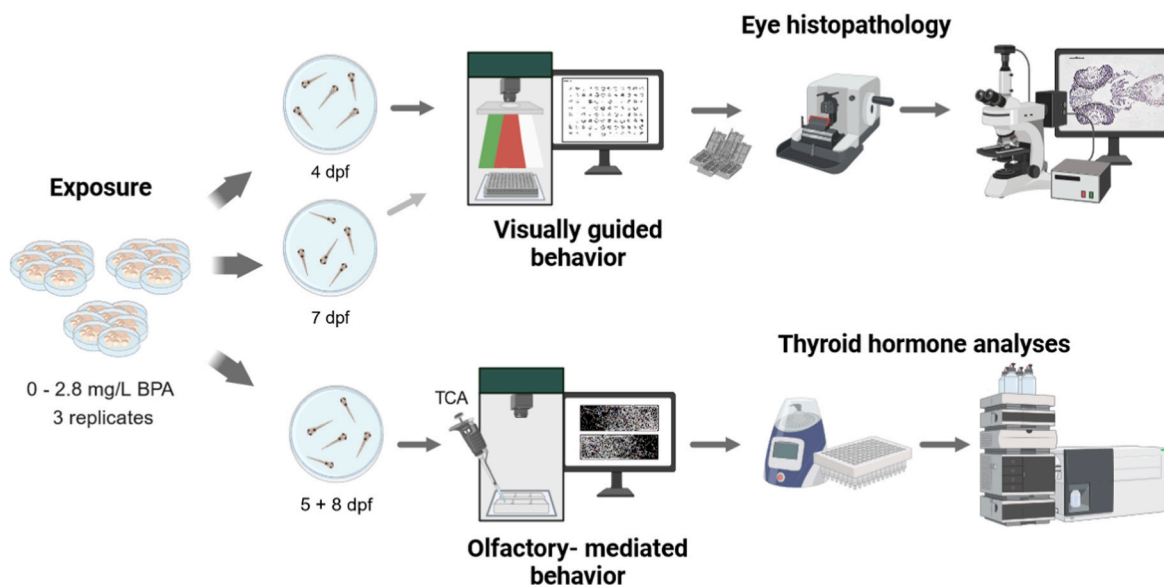 Eye histopathology
4 dpf
Exposure
Visually guided
behavior
7 dpf
0 - 2.8 mg/L BPA
3 replicates
Thyroid hormone analyses
TCA
5 + 8 dpf
Olfactory- mediated
behavior